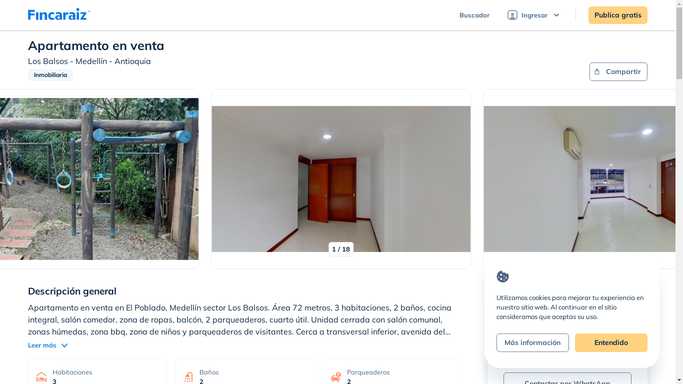 Fincaraiz
Buscador
Ingresar
Publica gratis
Apartamento en venta
Los Balsos - Medellín - Antioquia
Inmobiliaria
Compartir
1 / 18
Descripción general
Apartamento en venta en El Poblado, Medellín sector Los Balsos. Área 72 metros, 3 habitaciones, 2 baños, cocina
integral, salón comedor, zona de ropas, balcón, 2 parqueaderos, cuarto útil. Unidad cerrada con salón comunal,
zonas húmedas, zona bbq, zona de niños y parqueaderos de visitantes. Cerca a transversal inferior, avenida del...
Leer más
Habitaciones
3
Baños
2
Parqueaderos
2
Utilizamos cookies para mejorar tu experiencia en
nuestro sitio web. Al continuar en el sitio
consideramos que aceptas su uso.
Más información
Entendido
Contactar por WhatsApp